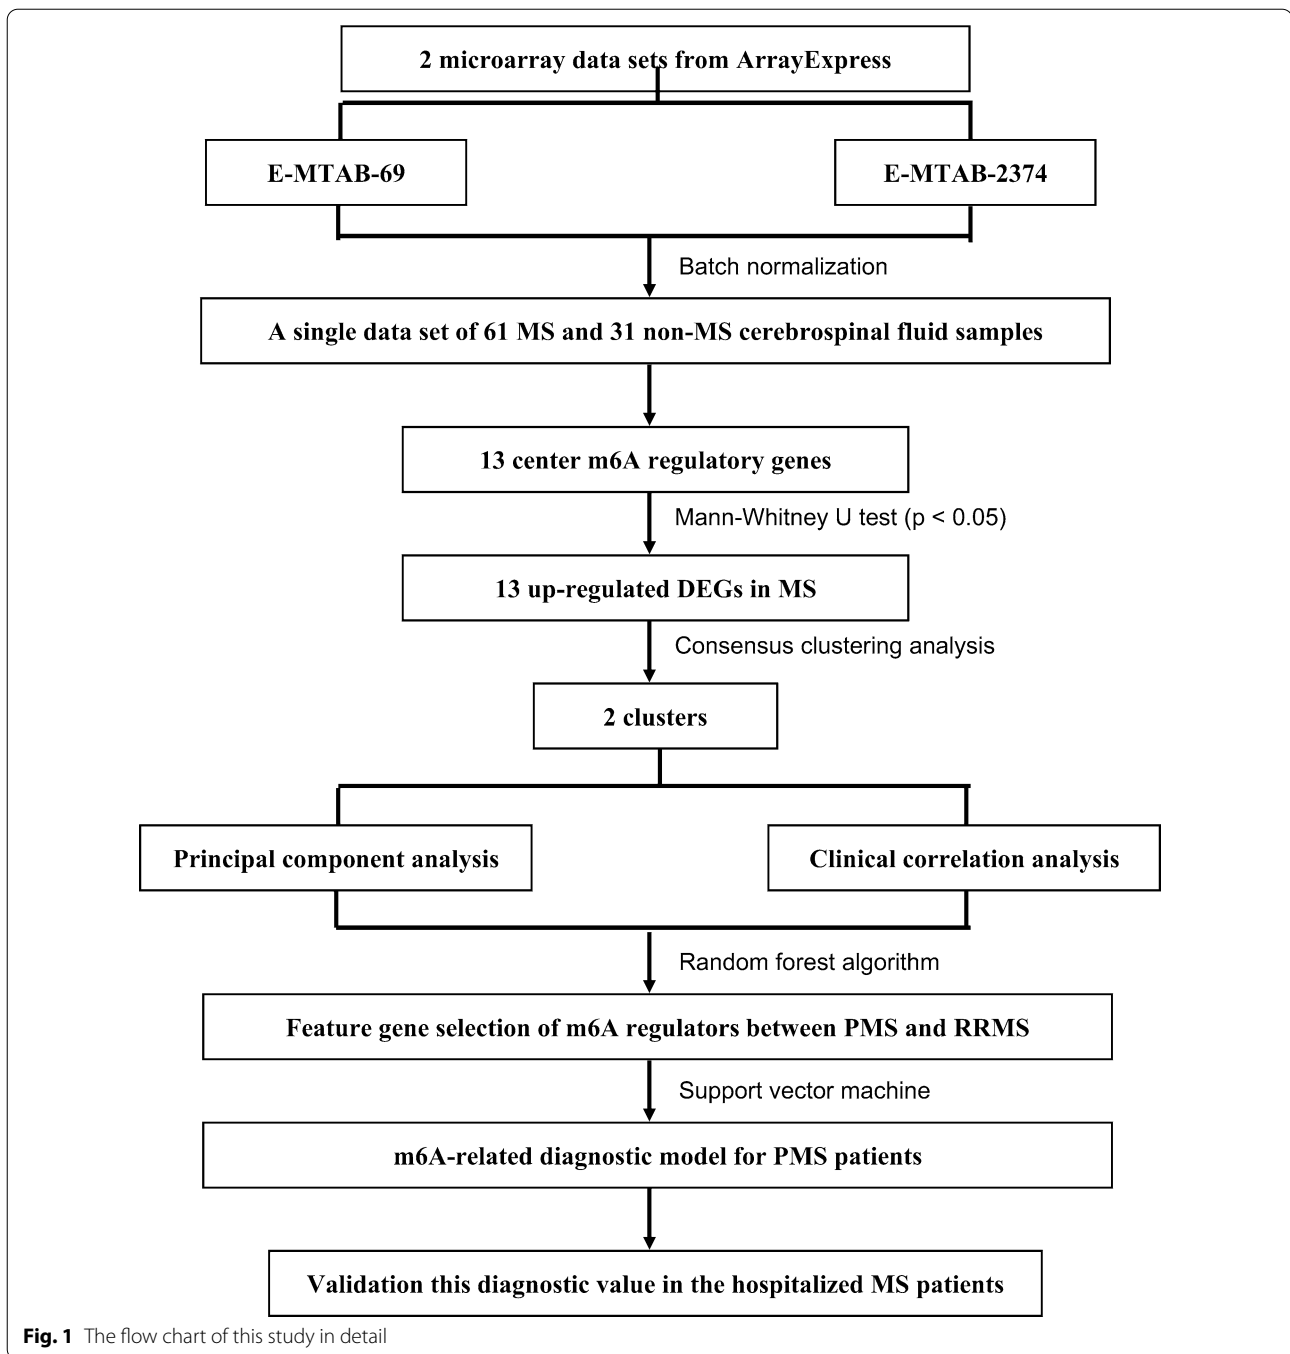 2 microarray data sets from ArrayExpress
E-MTAB-69
E-MTAB-2374
Batch normalization
A single data set of 61 MS and 31 non-MS cerebrospinal fluid samples
13 center m6A regulatory genes
Mann-Whitney U test (p < 0.05)
13 up-regulated DEGs in MS
Consensus clustering analysis
2 clusters
Principal component analysis
Clinical correlation analysis
Random forest algorithm
Feature gene selection of m6A regulators between PMS and RRMS
Support vector machine
m6A-related diagnostic model for PMS patients
Validation this diagnostic value in the hospitalized MS patients
Fig. 1 The flow chart of this study in detail